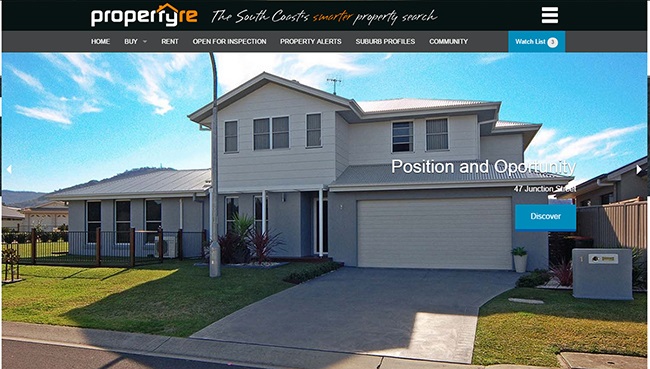 propertyre The South Coast's smarter property search
HOME BUY RENT OPEN FOR INSPECTION PROPERTY ALERTS SUBURB PROFILES COMMUNITY Watch List 3
Position and Oportunity
47 Junction Street
Discover